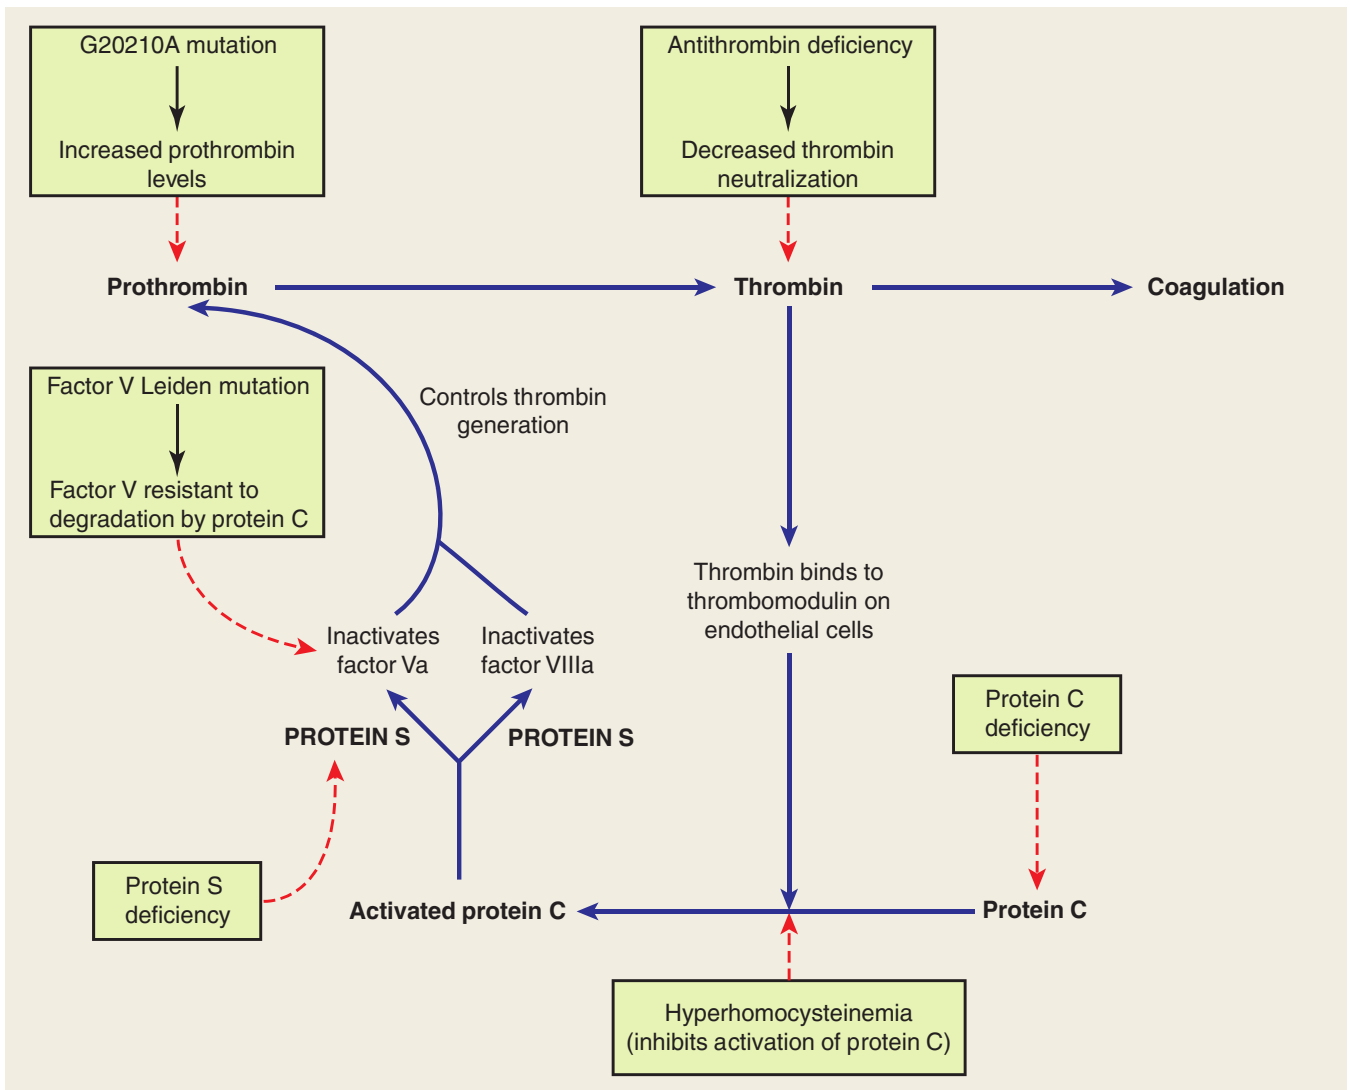 G20210A mutation
Increased prothrombin
levels
Antithrombin deficiency
Decreased thrombin
neutralization
Prothrombin
Thrombin
Coagulation
Factor V Leiden mutation
Factor V resistant to
degradation by protein C
Controls thrombin
generation
Thrombin binds to
thrombomodulin on
endothelial cells
Inactivates
factor Va
Inactivates
factor VIIIa
PROTEIN S
PROTEIN S
Protein C
deficiency
Protein S
deficiency
Activated protein C
Protein C
Hyperhomocysteinemia
(inhibits activation of protein C)